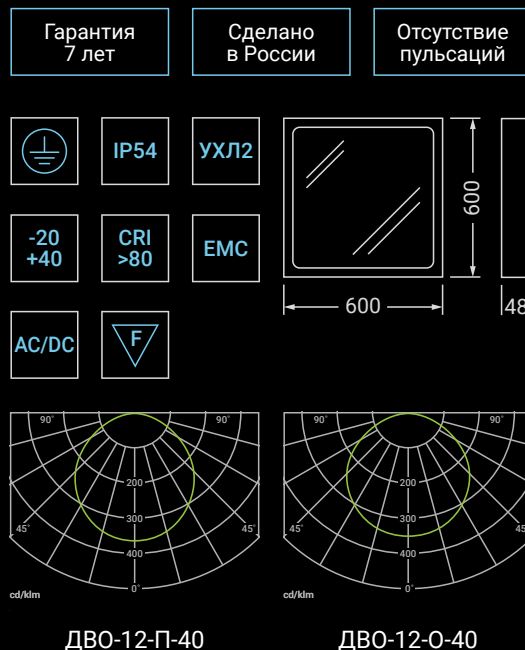 Гарантия
7 лет
Сделано
в России
Отсутствие
пульсаций
IP54
УХЛ2
-20
+40
CRI
>80
EMC
AC/DC
F
600
600
48
90°
90°
45°
45°
200
300
400
0°
cd/klm
ДВО-12-П-40
90°
90°
45°
45°
200
300
400
0°
cd/klm
ДВО-12-О-40